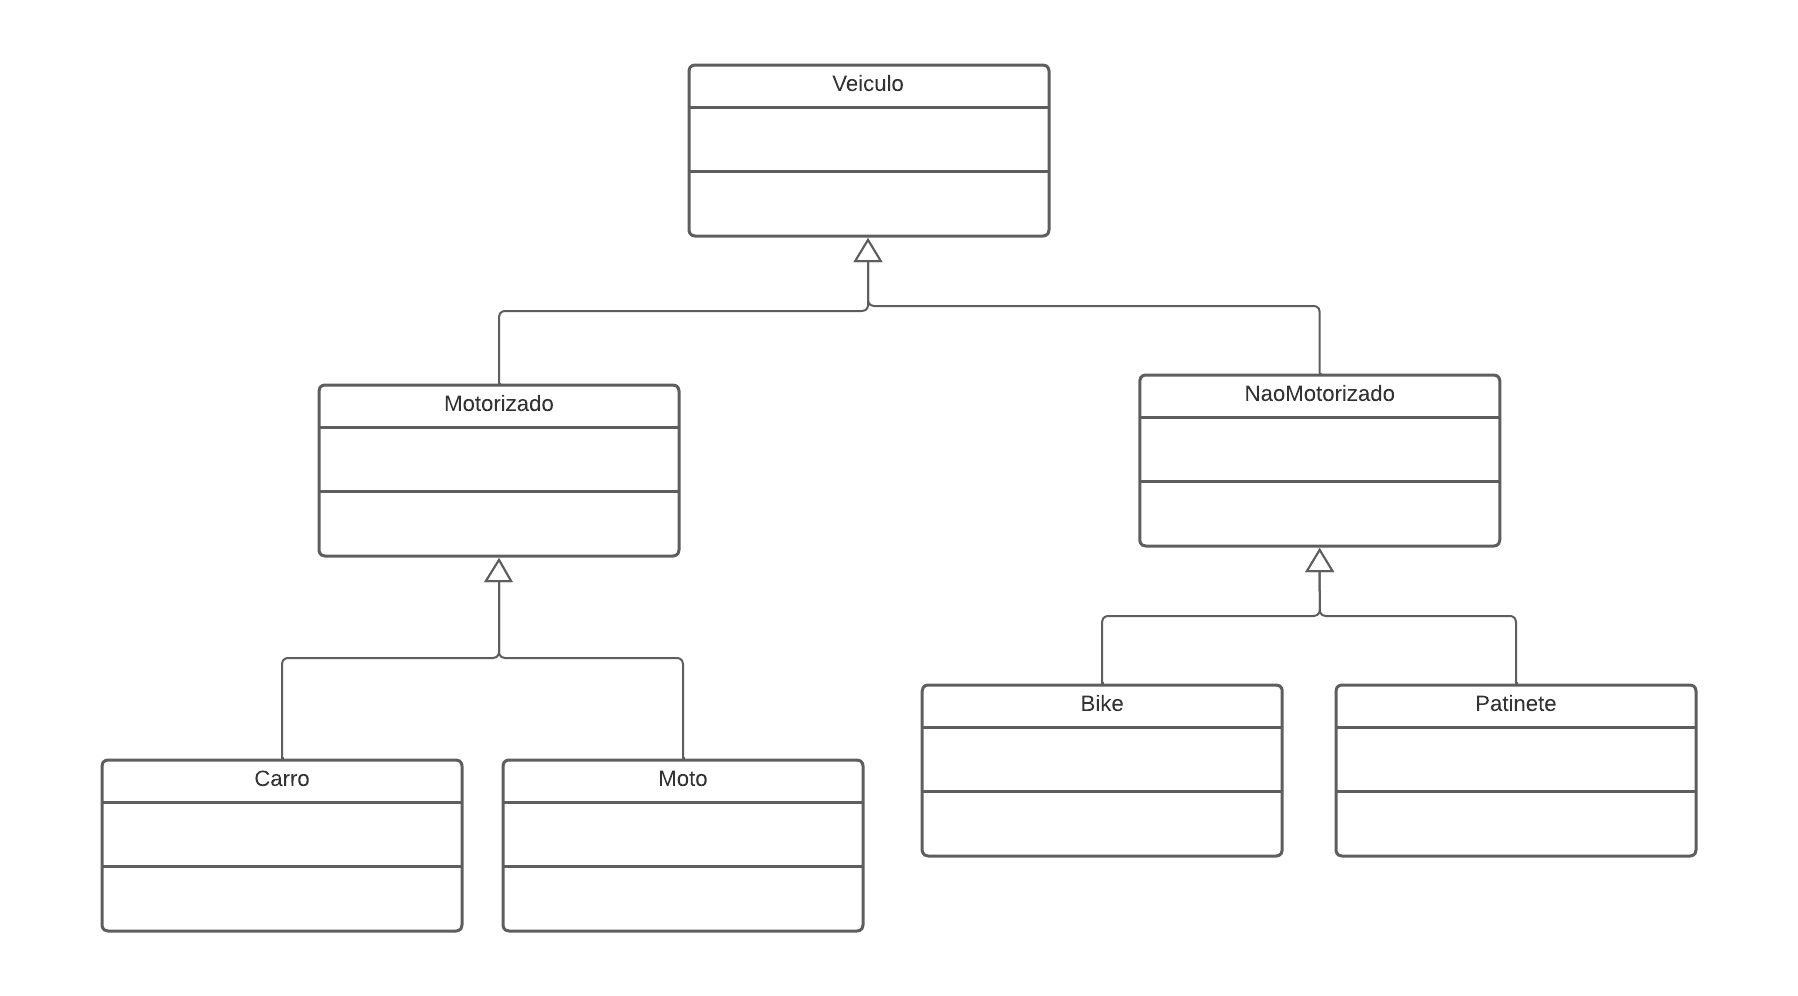 Veiculo
Motorizado
NaoMotorizado
Carro
Moto
Bike
Patinete